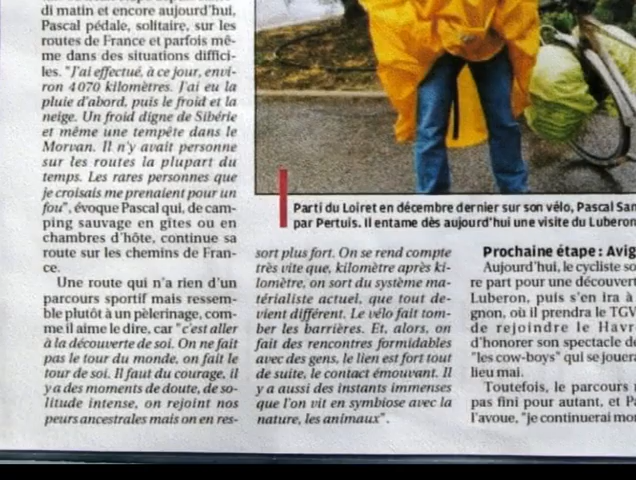 di matin et encore aujourd'hui,
Pascal pédale, solitaire, sur les
routes de France et parfois mê-
me dans des situations diffici-
les. "J'ai effectué, à ce jour, envi-
ron 4 070 kilomètres. J'ai eu la
pluie d'abord, puis le froid et la
neige. Un froid digne de Sibérie
et même une tempête dans le
Morvan. Il n'y avait personne
sur les routes la plupart du
temps. Les rares personnes que
je croisais me prenaient pour un
fou", évoque Pascal qui, de cam-
ping sauvage en gîtes ou en
chambres d'hôte, continue sa
route sur les chemins de Fran-
ce.
Une route qui n'a rien d'un
parcours sportif mais ressem-
ble plutôt à un pèlerinage, com-
me il aime le dire, car "c'est aller
à la découverte de soi. On ne fait
pas le tour du monde, on fait le
tour de soi. Il faut du courage, il
y a des moments de doute, de so-
litude intense, on rejoint nos
peurs ancestrales mais on en res-
Parti du Loiret en décembre dernier sur son vélo, Pascal San
par Pertuis. Il entame dès aujourd'hui une visite du Luberon
sort plus fort. On se rend compte
très vite que, kilomètre après ki-
lomètre, on sort du système ma-
térialiste actuel, que tout de-
vient différent. Le vélo fait tom-
ber les barrières. Et, alors, on
fait des rencontres formidables
avec des gens, le lien est fort tout
de suite, le contact émouvant. Il
y a aussi des instants immenses
que l'on vit en symbiose avec la
nature, les animaux".
Prochaine étape : Avig
Aujourd'hui, le cycliste so
re part pour une découvert
Luberon, puis s'en ira à
gnon, où il prendra le TGV
de rejoindre le Havr
d'honorer son spectacle d
"les cow-boys" qui se jouera
lieu mai.
Toutefois, le parcours
pas fini pour autant, et Pa
l'avoue, "je continuerai mo